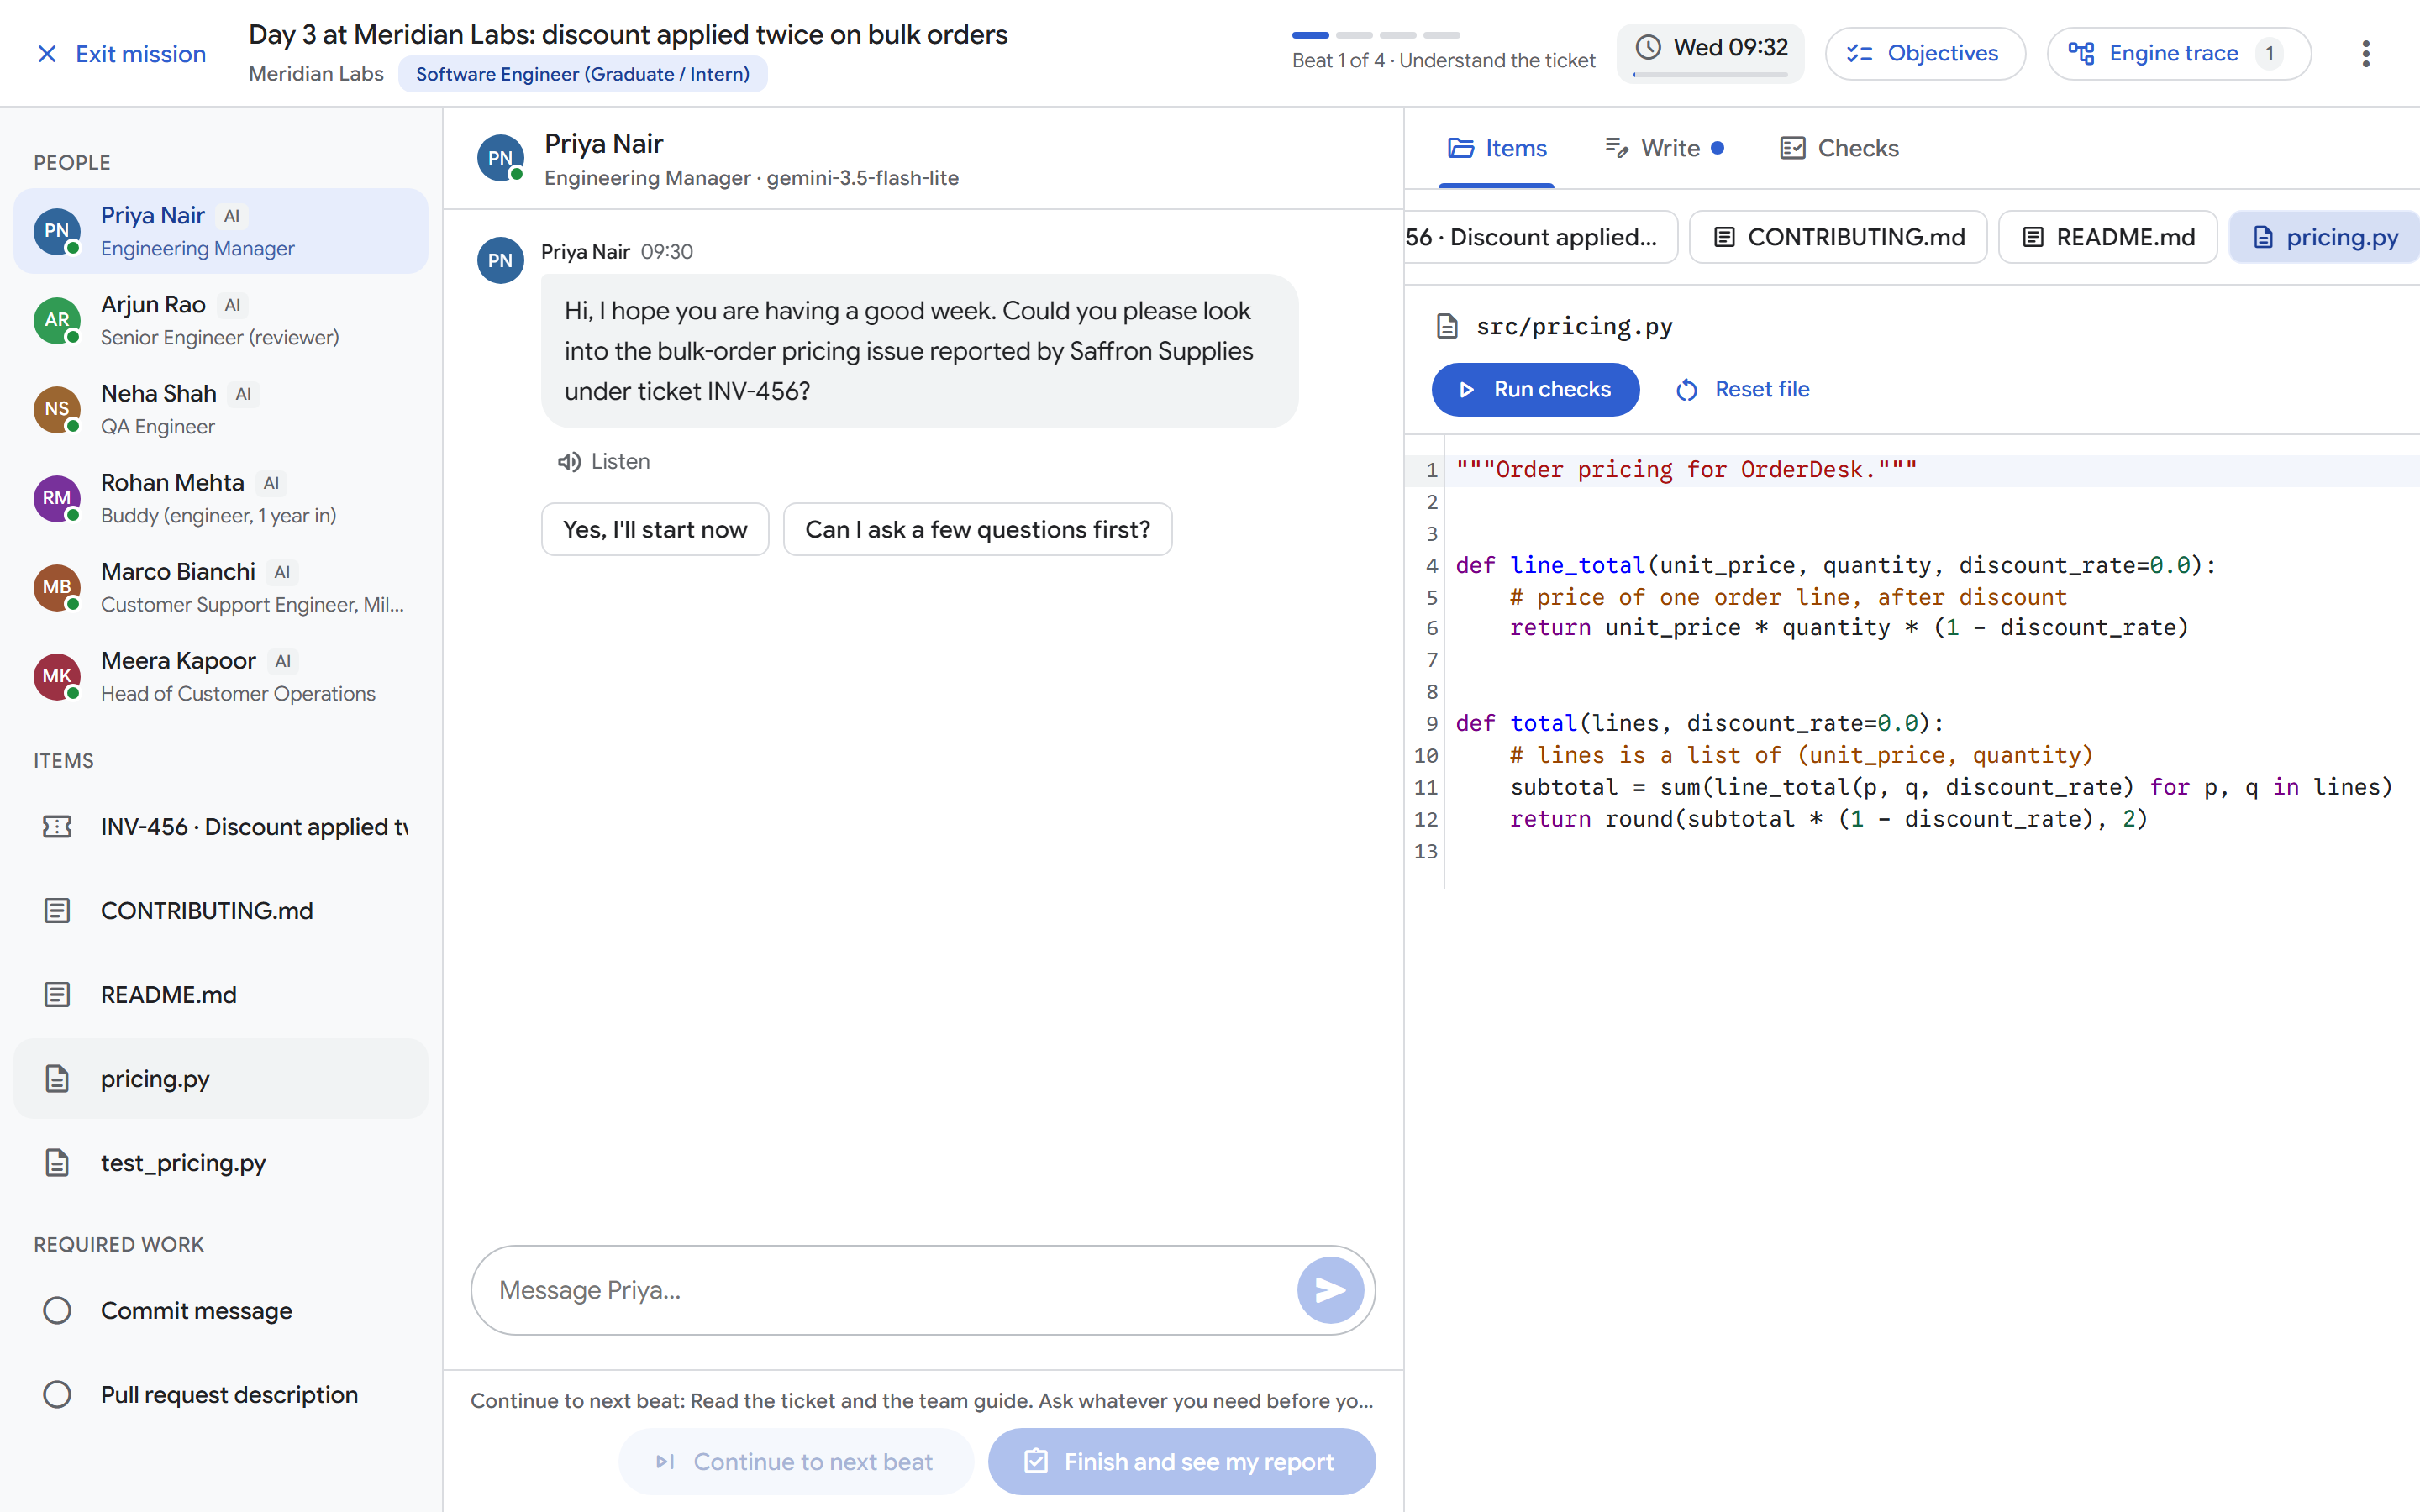 Exit mission
Day 3 at Meridian Labs: discount applied twice on bulk orders
Meridian Labs
Software Engineer (Graduate / Intern)
Beat 1 of 4 · Understand the ticket
Wed 09:32
Objectives
Engine trace 1
PEOPLE
PN
Priya Nair AI
Engineering Manager
AR
Arjun Rao AI
Senior Engineer (reviewer)
NS
Neha Shah AI
QA Engineer
RM
Rohan Mehta AI
Buddy (engineer, 1 year in)
MB
Marco Bianchi AI
Customer Support Engineer, Mil...
MK
Meera Kapoor AI
Head of Customer Operations
ITEMS
INV-456 · Discount applied tw
CONTRIBUTING.md
README.md
pricing.py
test_pricing.py
REQUIRED WORK
Commit message
Pull request description
PN
Priya Nair
Engineering Manager · gemini-3.5-flash-lite
PN
Priya Nair 09:30
Hi, I hope you are having a good week. Could you please look
into the bulk-order pricing issue reported by Saffron Supplies
under ticket INV-456?
Listen
Yes, I'll start now
Can I ask a few questions first?
Message Priya...
Continue to next beat: Read the ticket and the team guide. Ask whatever you need before yo...
Continue to next beat
Finish and see my report
Items
Write
Checks
56 · Discount applied...
CONTRIBUTING.md
README.md
pricing.py
src/pricing.py
Run checks
Reset file
1 """Order pricing for OrderDesk."""
2
3
4 def line_total(unit_price, quantity, discount_rate=0.0):
5     # price of one order line, after discount
6     return unit_price * quantity * (1 - discount_rate)
7
8
9 def total(lines, discount_rate=0.0):
10     # lines is a list of (unit_price, quantity)
11     subtotal = sum(line_total(p, q, discount_rate) for p, q in lines)
12     return round(subtotal * (1 - discount_rate), 2)
13